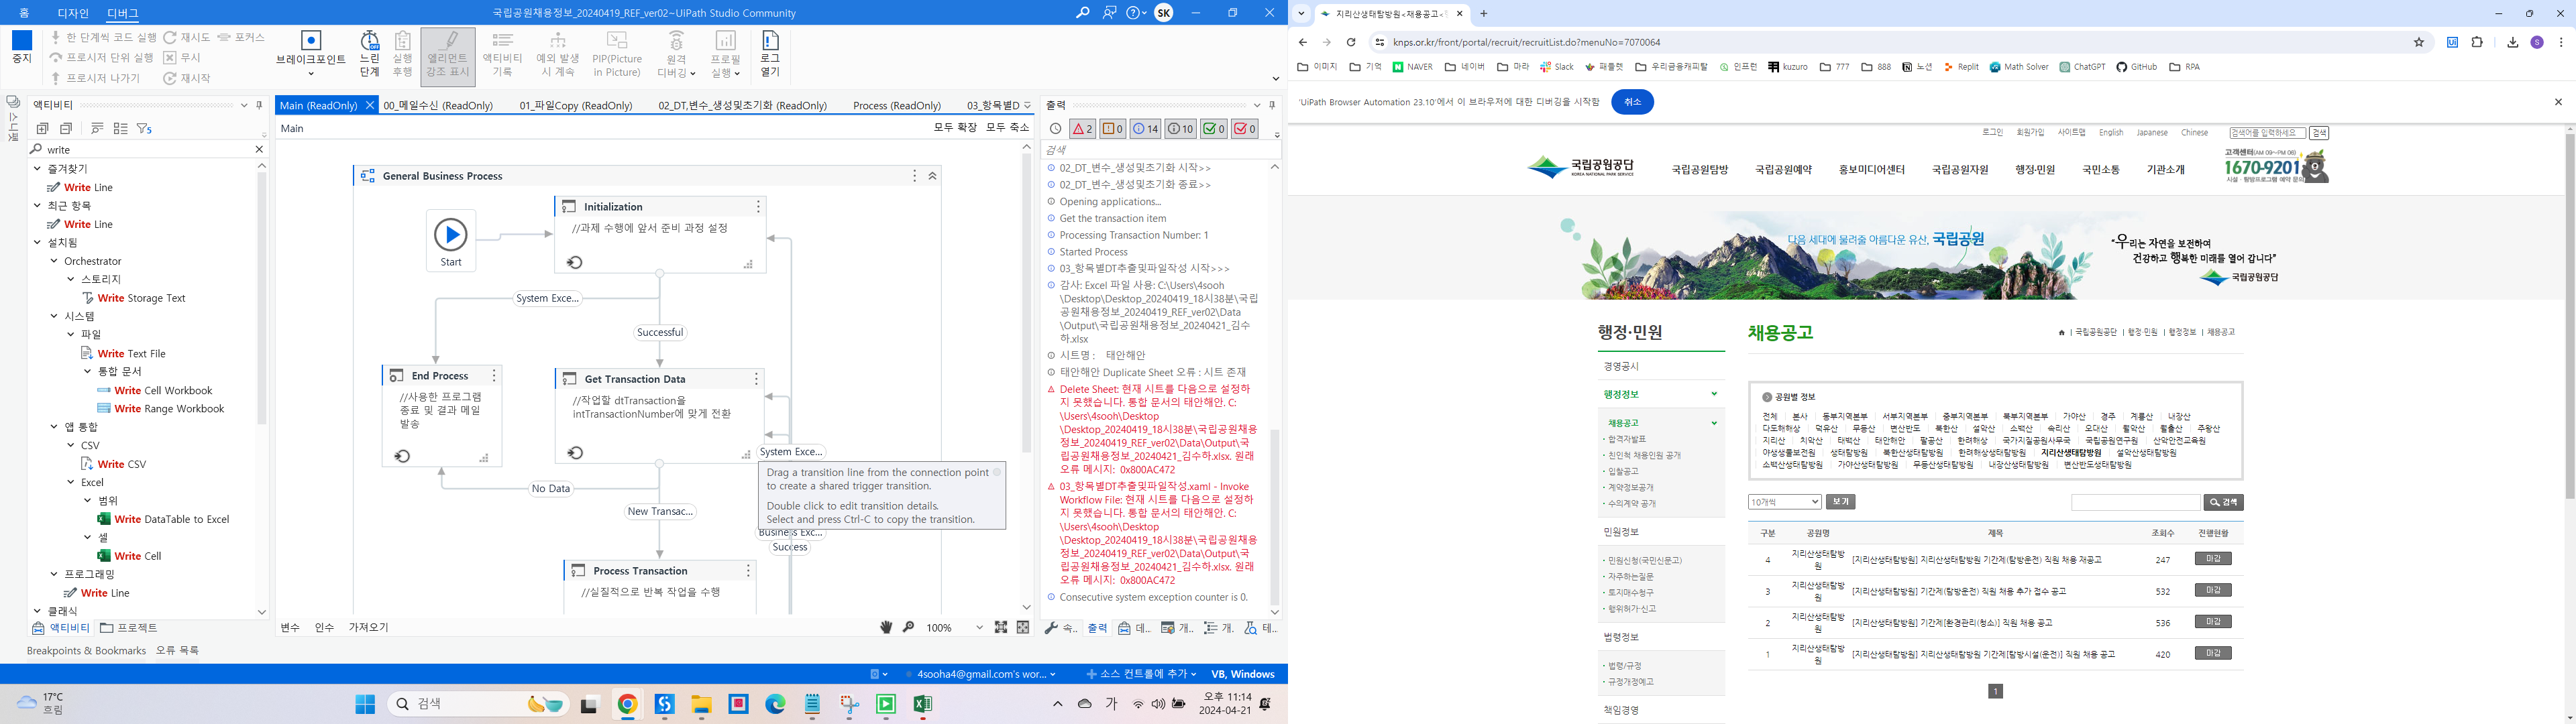 홈
디자인
디버그
국립공원채용정보_20240419_REF_ver02~UiPath Studio Community
SK
중지
한 단계씩 코드 실행
재시도
포커스
프로시저 단위 실행
무시
프로시저 나가기
재시작
브레이크포인트
느린 단계
실행 후행
엘리먼트 강조 표시
액티비티 기록
예외 발생 시 계속
PIP(Picture in Picture)
원격 디버깅
프로필 실행
로그 열기
스니펫
액티비티
5
write
즐겨찾기
Write Line
최근 항목
Write Line
설치됨
Orchestrator
스토리지
Write Storage Text
시스템
파일
Write Text File
통합 문서
Write Cell Workbook
Write Range Workbook
앱 통합
CSV
Write CSV
Excel
범위
Write DataTable to Excel
셀
Write Cell
프로그래밍
Write Line
클래식
액티비티
프로젝트
Breakpoints & Bookmarks
오류 목록
Main (ReadOnly)
00_메일수신 (ReadOnly)
01_파일Copy (ReadOnly)
02_DT,변수_생성및초기화 (ReadOnly)
Process (ReadOnly)
03_항목별D
Main
모두 확장
모두 축소
General Business Process
Start
Initialization
//과제 수행에 앞서 준비 과정 설정
System Exce...
Successful
End Process
//사용한 프로그램
종료 및 결과 메일
발송
Get Transaction Data
//작업할 dtTransaction을
intTransactionNumber에 맞게 전환
System Exce...
Drag a transition line from the connection point
to create a shared trigger transition.
Double click to edit transition details.
Select and press Ctrl-C to copy the transition.
No Data
New Transac...
Business Exc...
Success
Process Transaction
//실질적으로 반복 작업을 수행
변수
인수
가져오기
100%
출력
2
0
14
10
0
0
검색
02_DT_변수_생성및초기화 시작>>
02_DT_변수_생성및초기화 종료>>
Opening applications...
Get the transaction item
Processing Transaction Number: 1
Started Process
03_항목별DT추출및파일작성 시작>>>
감사: Excel 파일 사용: C:\Users\4sooh
\Desktop\Desktop_20240419_18시38분\국립
공원채용정보_20240419_REF_ver02\Data
\Output\국립공원채용정보_20240421_김수
하.xlsx
시트명 : 태안해안
태안해안 Duplicate Sheet 오류 : 시트 존재
Delete Sheet: 현재 시트를 다음으로 설정하
지 못했습니다. 통합 문서의 태안해안. C:
\Users\4sooh\Desktop
\Desktop_20240419_18시38분\국립공원채용
정보_20240419_REF_ver02\Data\Output\국
립공원채용정보_20240421_김수하.xlsx. 원래
오류 메시지: 0x800AC472
03_항목별DT추출및파일작성.xaml - Invoke
Workflow File: 현재 시트를 다음으로 설정하
지 못했습니다. 통합 문서의 태안해안. C:
\Users\4sooh\Desktop
\Desktop_20240419_18시38분\국립공원채용
정보_20240419_REF_ver02\Data\Output\국
립공원채용정보_20240421_김수하.xlsx. 원래
오류 메시지: 0x800AC472
Consecutive system exception counter is 0.
속..
출력
데..
개..
개.
테..
4sooha4@gmail.com's wor...
소스 컨트롤에 추가
VB, Windows
17°C
흐림
검색
가
오후 11:14
2024-04-21
지리산생태탐방원<채용공고<
knps.or.kr/front/portal/recruit/recruitList.do?menuNo=7070064
S
이미지
기억
NAVER
네이버
마라
Slack
패플렛
우리금융캐피탈
인프런
kuzuro
777
888
노션
Replit
Math Solver
ChatGPT
GitHub
RPA
'UiPath Browser Automation 23.10'에서 이 브라우저에 대한 디버깅을 시작함
취소
로그인
회원가입
사이트맵
English
Japanese
Chinese
검색어을 입력하세요
검색
국립공원공단
KOREA NATIONAL PARK SERVICE
국립공원탐방
국립공원예약
홍보미디어센터
국립공원자원
행정·민원
국민소통
기관소개
고객센터(AM 09~PM 06)
1670-9201
시설·탐방프로그램 예약 문의
다음 세대에 물려줄 아름다운 유산, 국립공원
"우리는 자연을 보전하여
건강하고 행복한 미래를 열어 갑니다"
국립공원공단
행정·민원
경영공시
행정정보
채용공고
합격자발표
친인척 채용인원 공개
입찰공고
계약정보공개
수의계약 공개
민원정보
민원신청(국민신문고)
자주하는질문
토지매수청구
행위허가·신고
법령정보
법령/규정
규정개정예고
책임경영
채용공고
국립공원공단 | 행정·민원 | 행정정보 | 채용공고
공원별 정보
전체 본사 동부지역본부 서부지역본부 중부지역본부 북부지역본부 가야산 경주 계룡산 내장산
다도해해상 덕유산 무등산 변산반도 북한산 설악산 소백산 속리산 오대산 월악산 월출산 주왕산
지리산 치악산 태백산 태안해안 팔공산 한려해상 국가지질공원사무국 국립공원연구원 산악안전교육원
야생생물보전원 생태탐방원 북한산생태탐방원 한려해상생태탐방원 지리산생태탐방원 설악산생태탐방원
소백산생태탐방원 가야산생태탐방원 무등산생태탐방원 내장산생태탐방원 변산반도생태탐방원
10개씩
보기
검색
구분 공원명 제목 조회수 진행현황
4 지리산생태탐방원 [지리산생태탐방원] 지리산생태탐방원 기간제(탐방운전) 직원 채용 재공고 247 마감
3 지리산생태탐방원 [지리산생태탐방원] 기간제(탐방운전) 직원 채용 추가 접수 공고 532 마감
2 지리산생태탐방원 [지리산생태탐방원] 기간제[환경관리(청소)] 직원 채용 공고 536 마감
1 지리산생태탐방원 [지리산생태탐방원] 지리산생태탐방원 기간제[탐방시설(운전)] 직원 채용 공고 420 마감
1